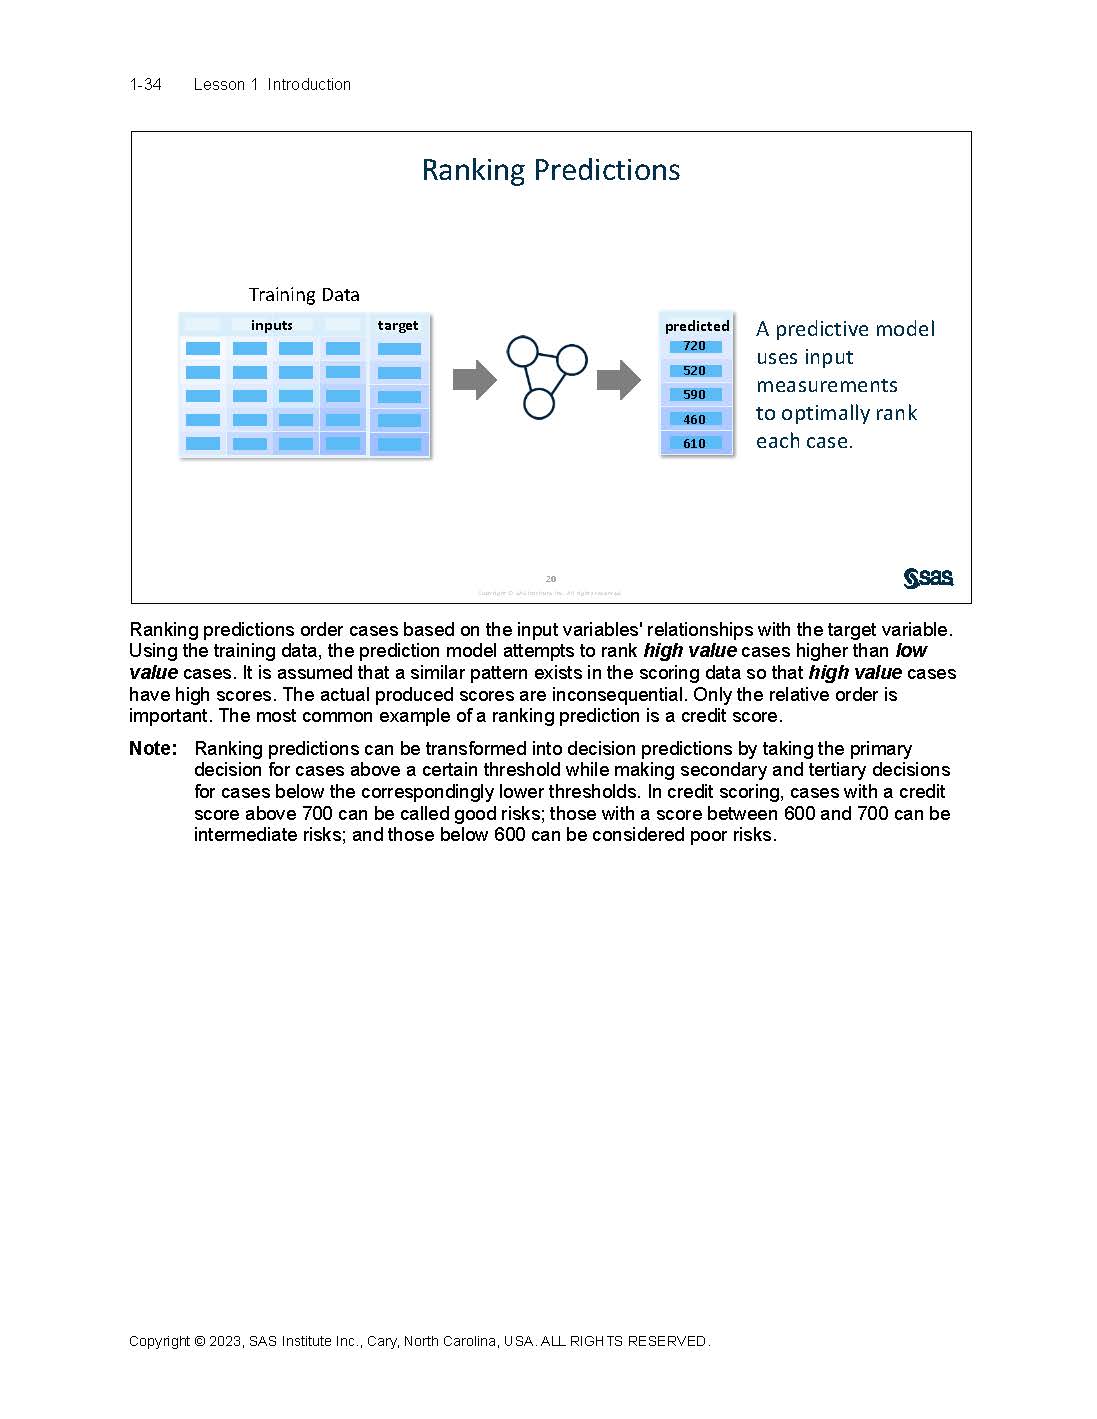 1-34 Lesson 1 Introduction
Ranking Predictions
Training Data
inputs target
predicted
720
520
590
460
610
A predictive model
uses input
measurements
to optimally rank
each case.
20
Copyright © SAS Institute Inc. All rights reserved.
sas
Ranking predictions order cases based on the input variables' relationships with the target variable.
Using the training data, the prediction model attempts to rank high value cases higher than low
value cases. It is assumed that a similar pattern exists in the scoring data so that high value cases
have high scores. The actual produced scores are inconsequential. Only the relative order is
important. The most common example of a ranking prediction is a credit score.
Note: Ranking predictions can be transformed into decision predictions by taking the primary
decision for cases above a certain threshold while making secondary and tertiary decisions
for cases below the correspondingly lower thresholds. In credit scoring, cases with a credit
score above 700 can be called good risks; those with a score between 600 and 700 can be
intermediate risks; and those below 600 can be considered poor risks.
Copyright © 2023, SAS Institute Inc., Cary, North Carolina, USA. ALL RIGHTS RESERVED.